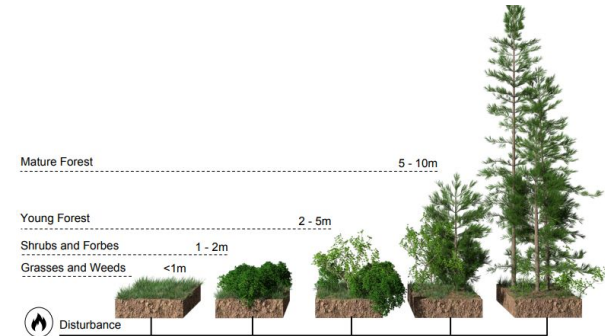 Mature Forest 5 - 10m
Young Forest 2 - 5m
Shrubs and Forbes 1 - 2m
Grasses and Weeds <1m
Disturbance